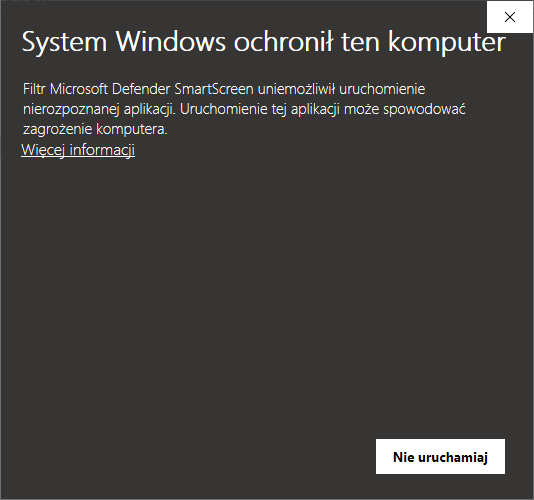 System Windows ochronił ten komputer
Filtr Microsoft Defender SmartScreen uniemożliwił uruchomienie
nierozpoznanej aplikacji. Uruchomienie tej aplikacji może spowodować
zagrożenie komputera.
Więcej informacji
Nie uruchamiaj